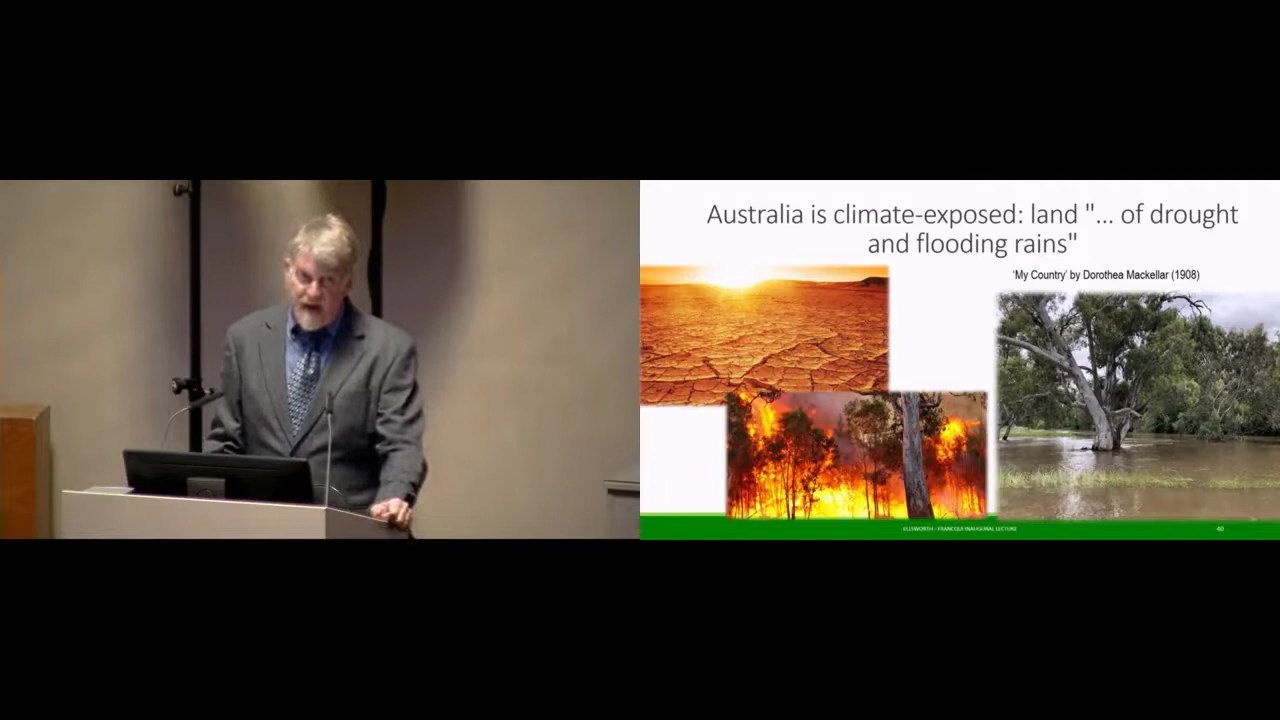 Australia is climate-exposed: land "... of drought
and flooding rains"
'My Country' by Dorothea Mackellar (1908)
ELLSWORTH - FRANCQUI INAUGURAL LECTURE
40